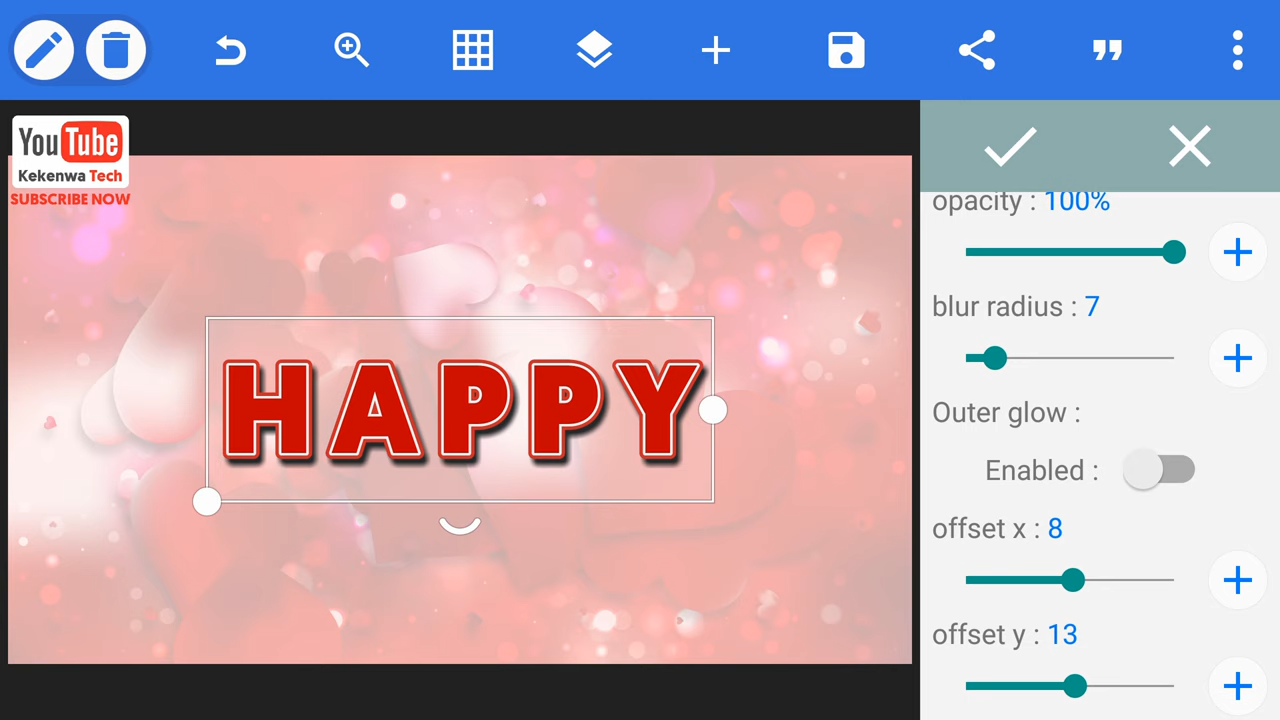 YouTube
Kekenwa Tech
SUBSCRIBE NOW
HAPPY
opacity : 100%
blur radius : 7
Outer glow :
Enabled :
offset x : 8
offset y : 13